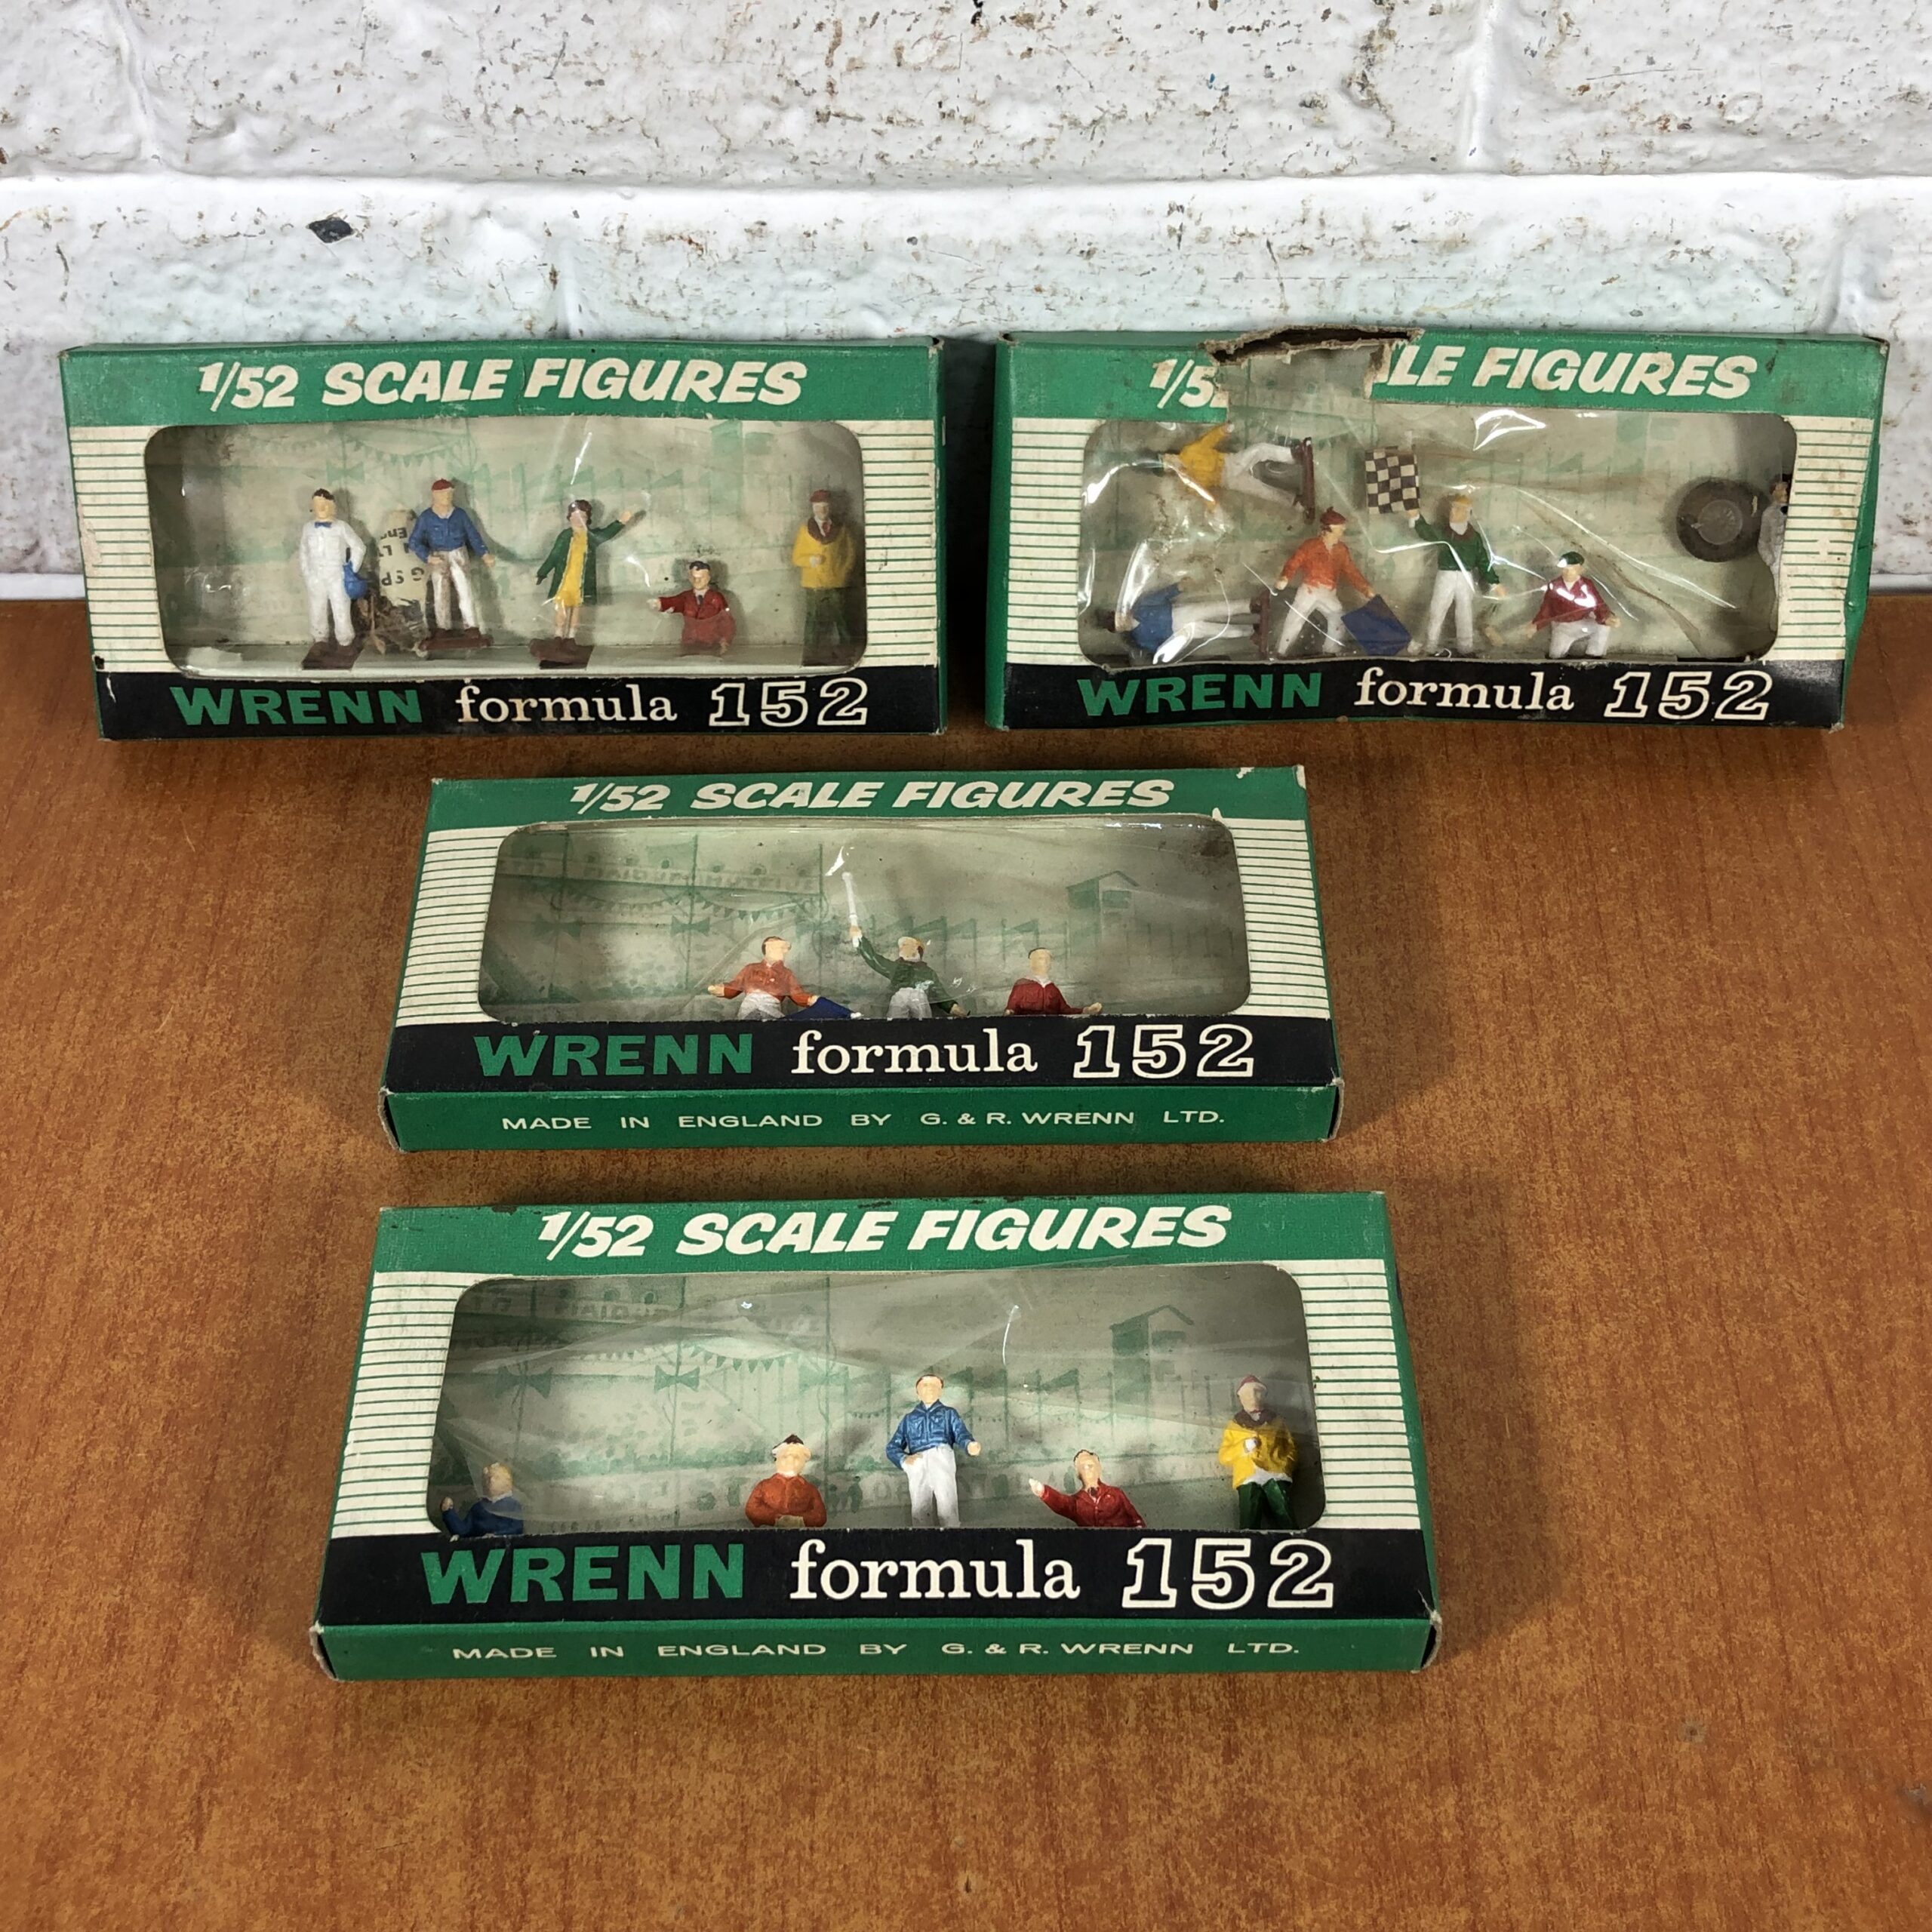 1/52 SCALE FIGURES
WRENN formula 152
1/5 LE FIGURES
WRENN formula 152
1/52 SCALE FIGURES
WRENN formula 152
MADE IN ENGLAND BY G. & R. WRENN LTD.
1/52 SCALE FIGURES
WRENN formula 152
MADE IN ENGLAND BY G. & R. WRENN LTD.